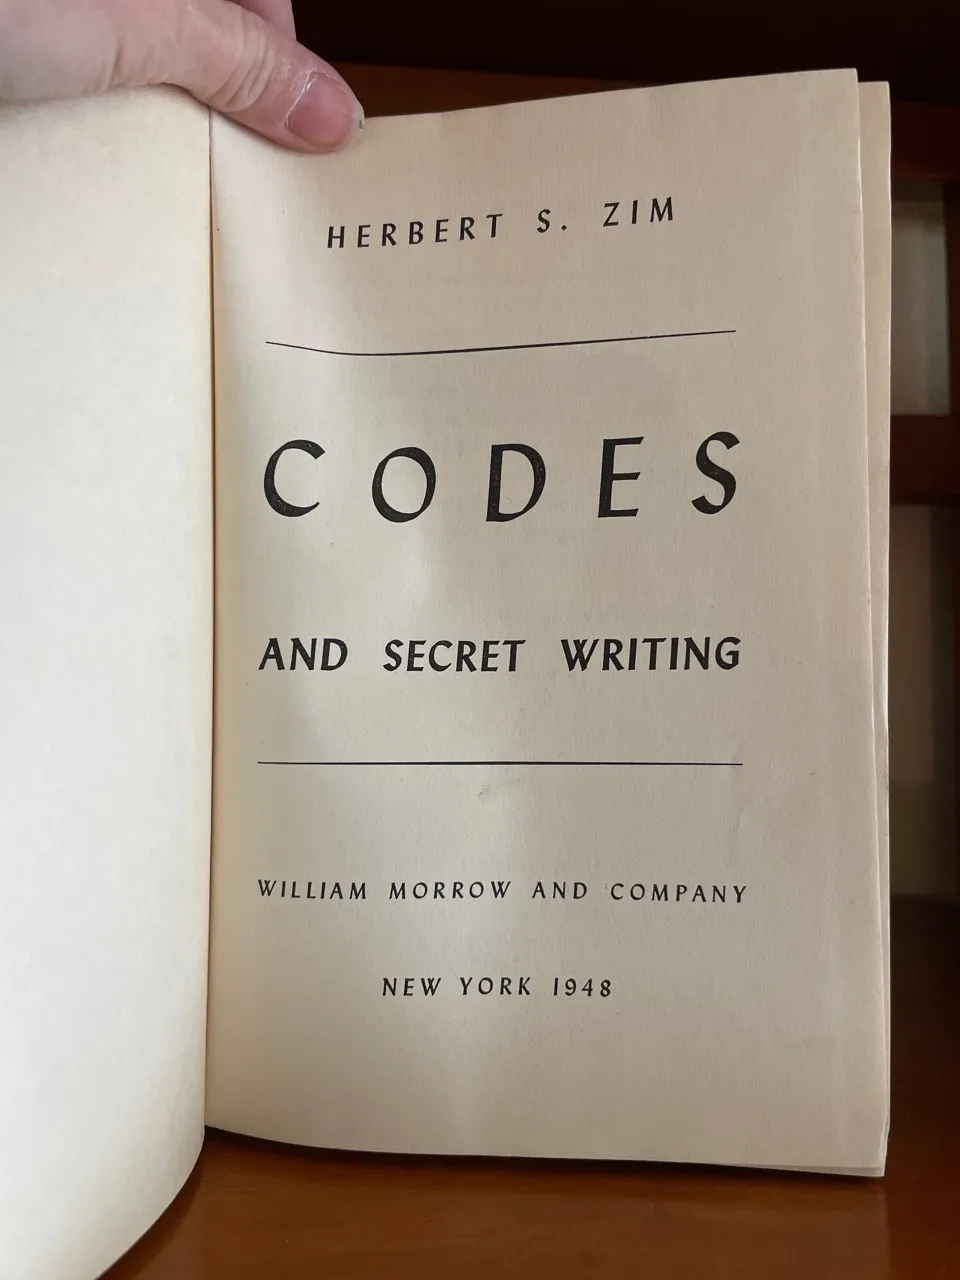 HERBERT S. ZIM
CODES
AND SECRET WRITING
WILLIAM MORROW AND COMPANY
NEW YORK 1948